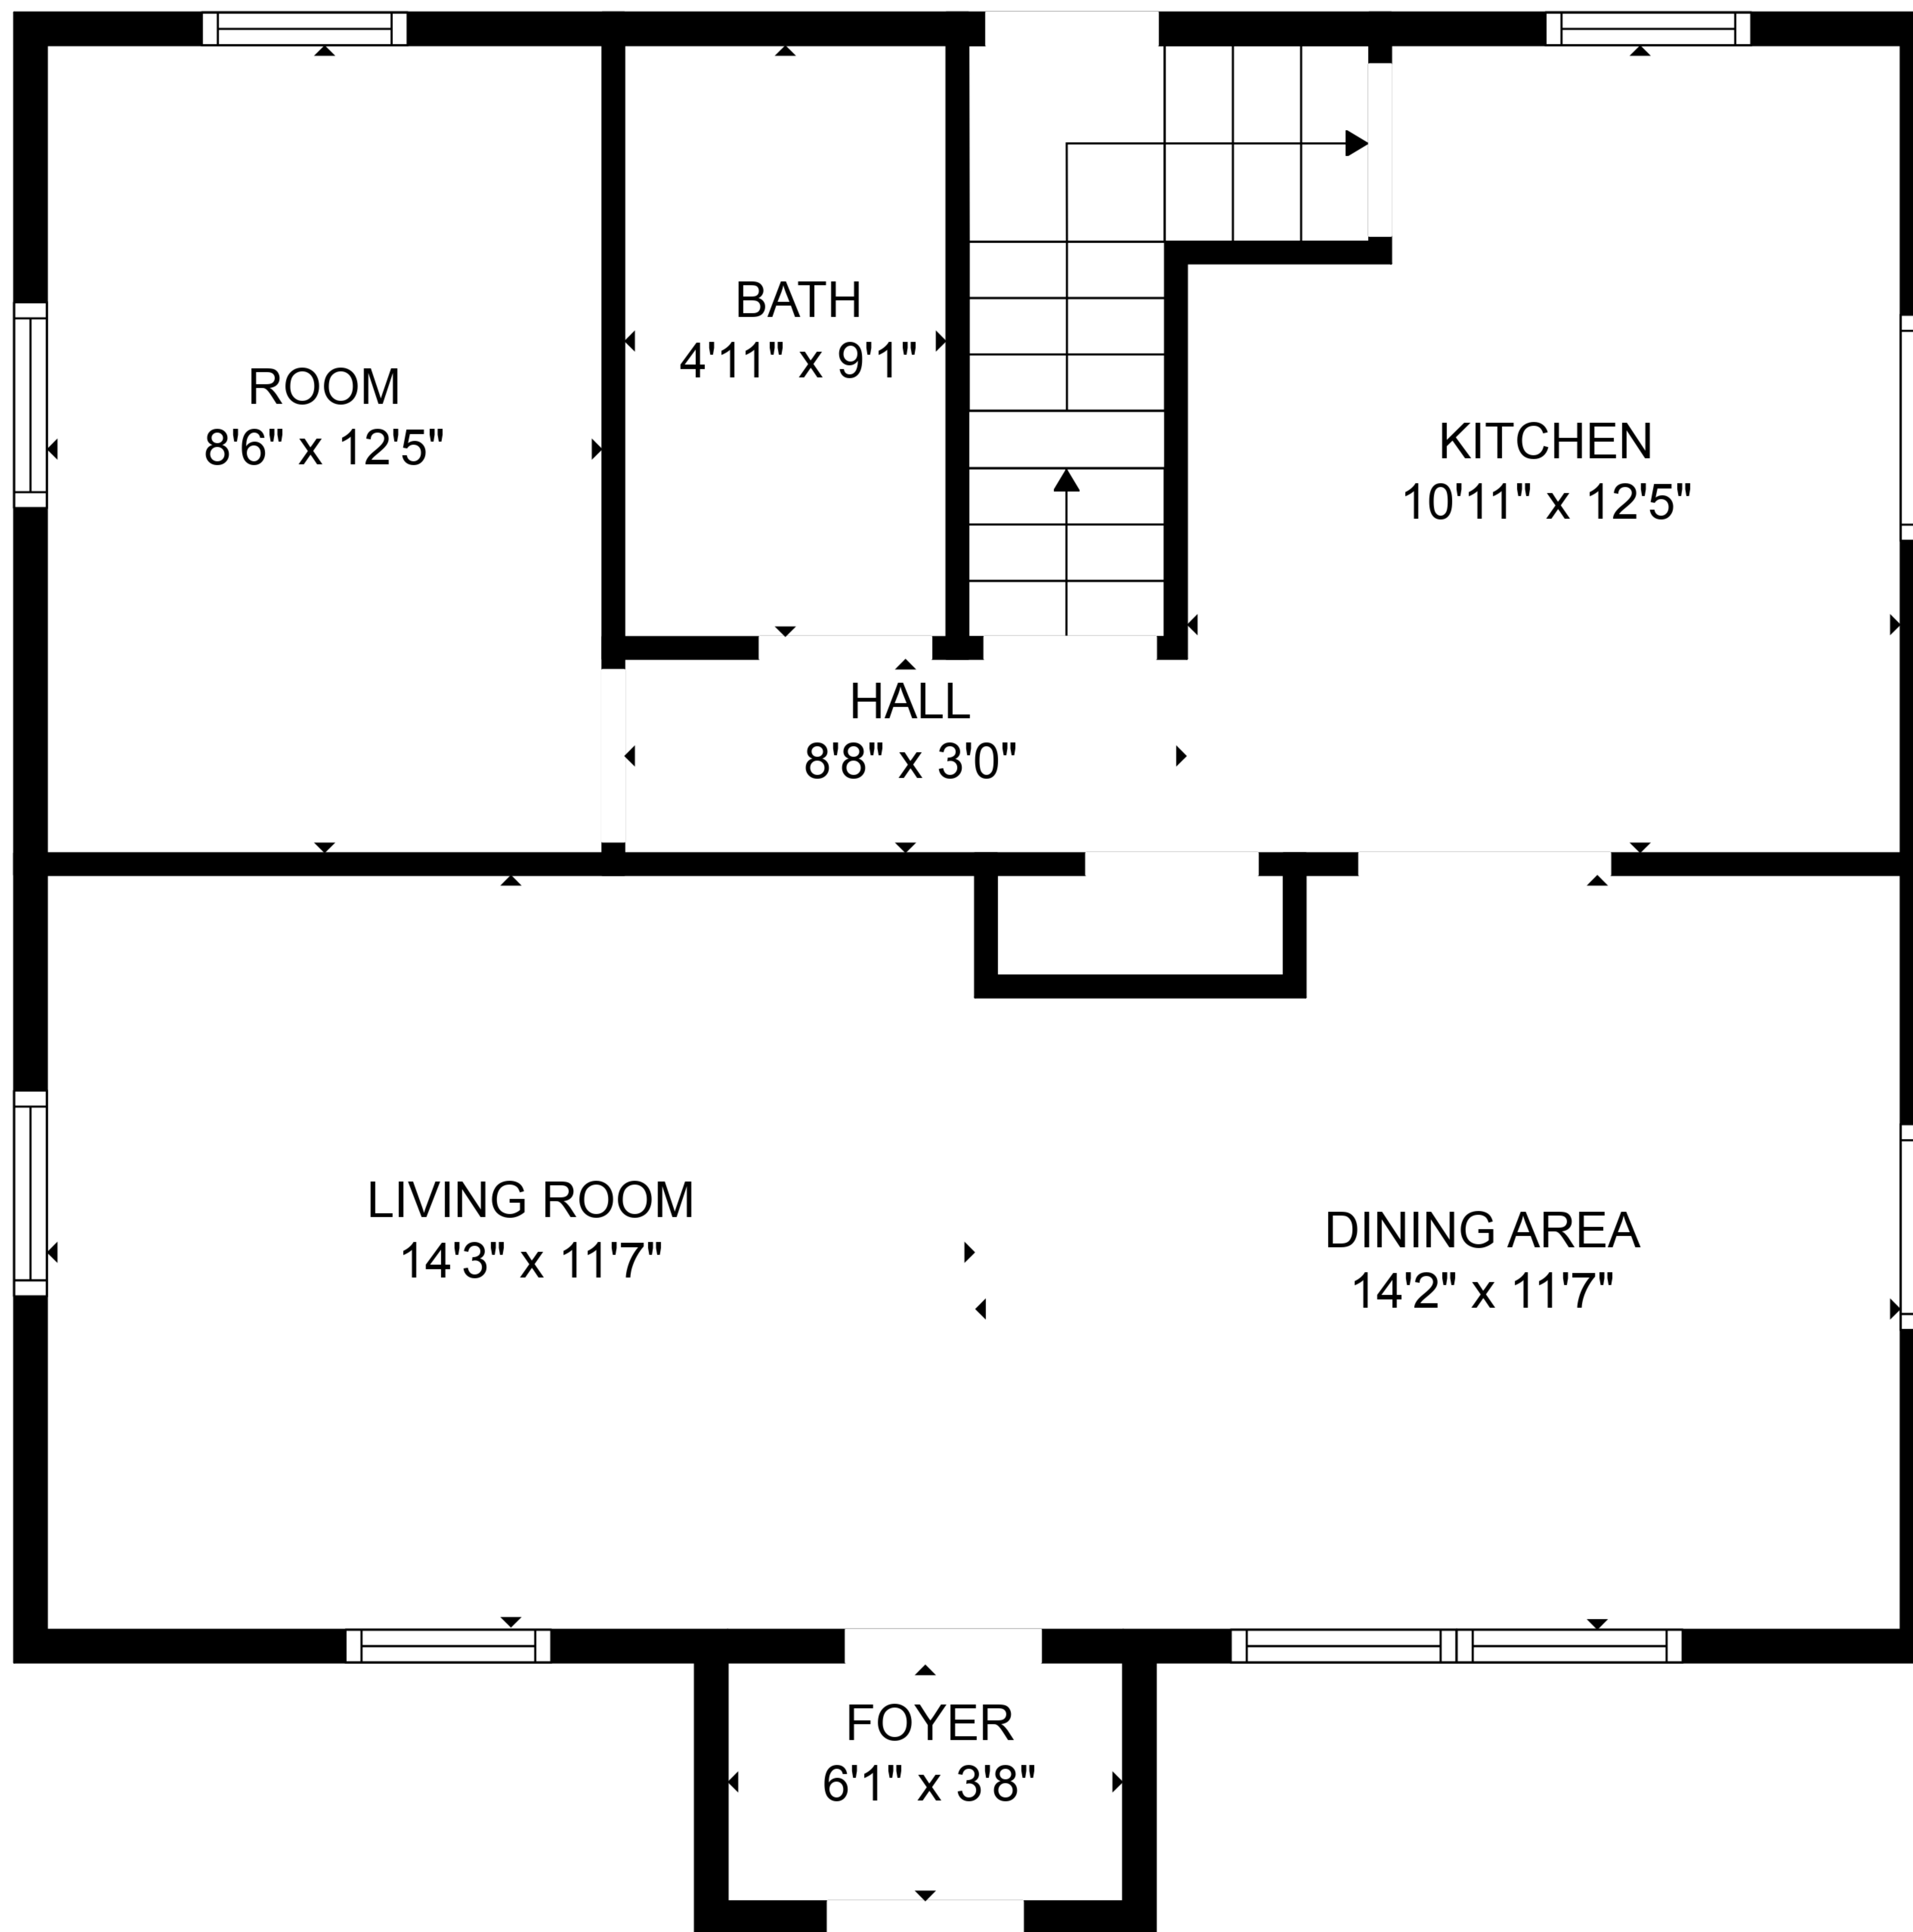 BATH
4'11" x 9'1"
ROOM
8'6" x 12'5"
KITCHEN
10'11" x 12'5"
HALL
8'8" x 3'0"
LIVING ROOM
14'3" x 11'7"
DINING AREA
14'2" x 11'7"
FOYER
6'1" x 3'8"